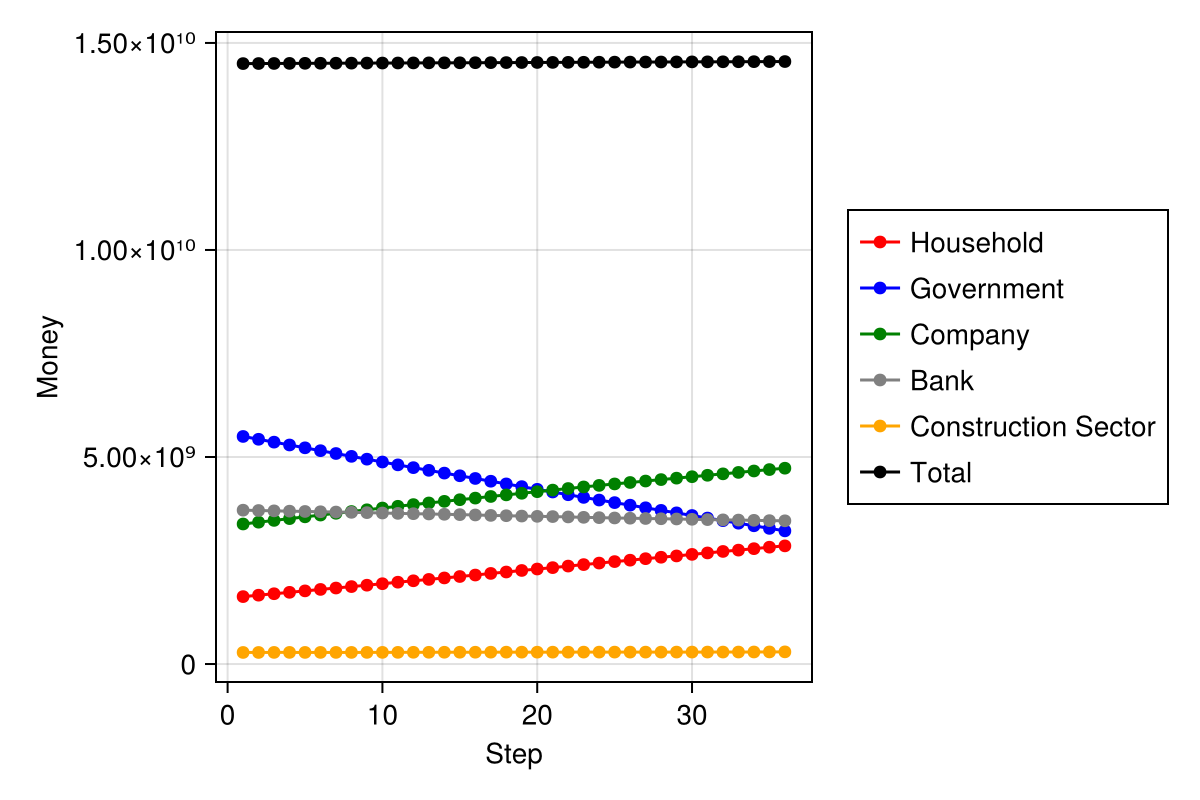 1.50×10¹⁰
1.00×10¹⁰
5.00×10⁹
0
Money
0 10 20 30
Step
Household
Government
Company
Bank
Construction Sector
Total